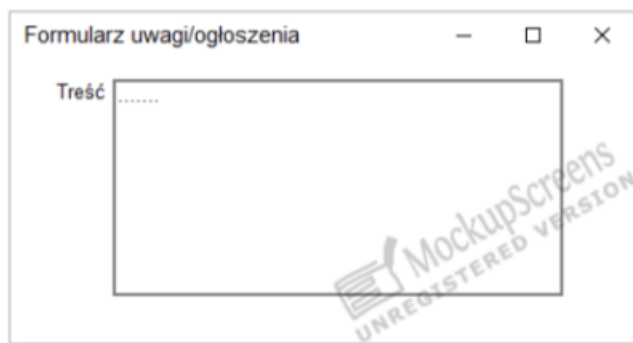 Formularz uwagi/ogłoszenia
Treść
.......
MockupScreens
UNREGISTERED VERSION